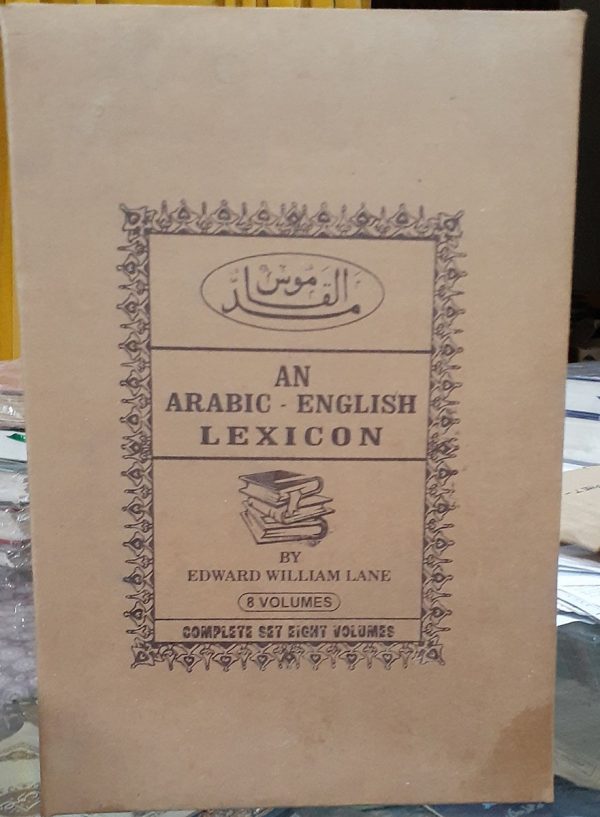 مد القاموس
AN
ARABIC - ENGLISH
LEXICON
BY
EDWARD WILLIAM LANE
8 VOLUMES
COMPLETE SET EIGHT VOLUMES